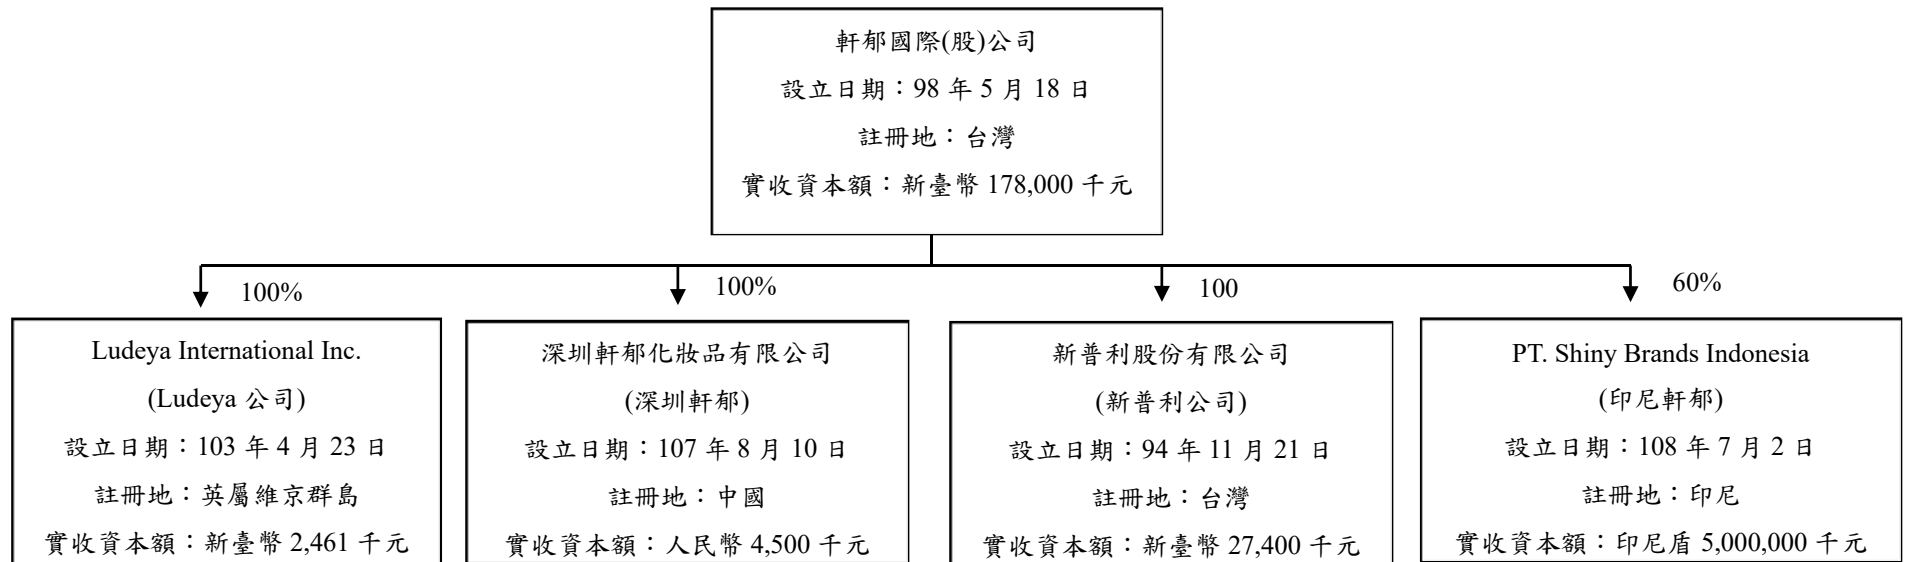 軒郁國際(股)公司
設立日期：98 年 5 月 18 日
註冊地：台灣
實收資本額：新臺幣 178,000 千元
100%
100%
100
60%
Ludeya International Inc.
(Ludeya 公司)
設立日期：103 年 4 月 23 日
註冊地：英屬維京群島
實收資本額：新臺幣 2,461 千元
深圳軒郁化妝品有限公司
(深圳軒郁)
設立日期：107 年 8 月 10 日
註冊地：中國
實收資本額：人民幣 4,500 千元
新普利股份有限公司
(新普利公司)
設立日期：94 年 11 月 21 日
註冊地：台灣
實收資本額：新臺幣 27,400 千元
PT. Shiny Brands Indonesia
(印尼軒郁)
設立日期：108 年 7 月 2 日
註冊地：印尼
實收資本額：印尼盾 5,000,000 千元